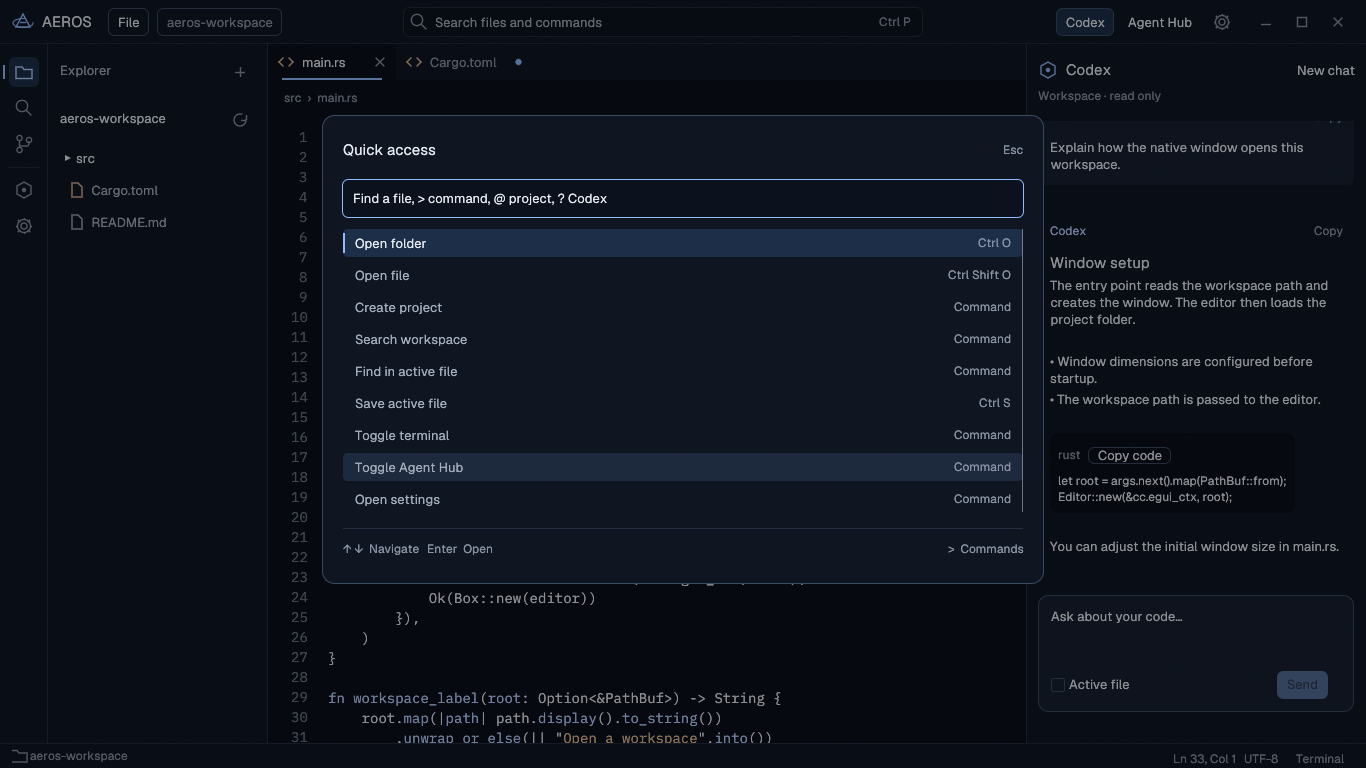 AEROS File aeros-workspace Search files and commands Ctrl P Codex Agent Hub
Explorer +
aeros-workspace
src
Cargo.toml
README.md
main.rs Cargo.toml
src › main.rs
Quick access Esc
Find a file, > command, @ project, ? Codex
Open folder Ctrl O
Open file Ctrl Shift O
Create project Command
Search workspace Command
Find in active file Command
Save active file Ctrl S
Toggle terminal Command
Toggle Agent Hub Command
Open settings Command
↑↓ Navigate Enter Open > Commands
1
2
3
4
5
6
7
8
9
10
11
12
13
14
15
16
17
18
19
20
21
22
23
24 Ok(Box::new(editor))
25 }),
26 )
27 }
28
29 fn workspace_label(root: Option<&PathBuf>) -> String {
30 root.map(|path| path.display().to_string())
31 .unwrap_or_else(|| "Open a workspace".into())
Codex New chat
Workspace · read only
Explain how the native window opens this
workspace.
Codex Copy
Window setup
The entry point reads the workspace path and
creates the window. The editor then loads the
project folder.
• Window dimensions are configured before
startup.
• The workspace path is passed to the editor.
rust Copy code
let root = args.next().map(PathBuf::from);
Editor::new(&cc.egui_ctx, root);
You can adjust the initial window size in main.rs.
Ask about your code…
Active file Send
aeros-workspace Ln 33, Col 1 UTF-8 Terminal